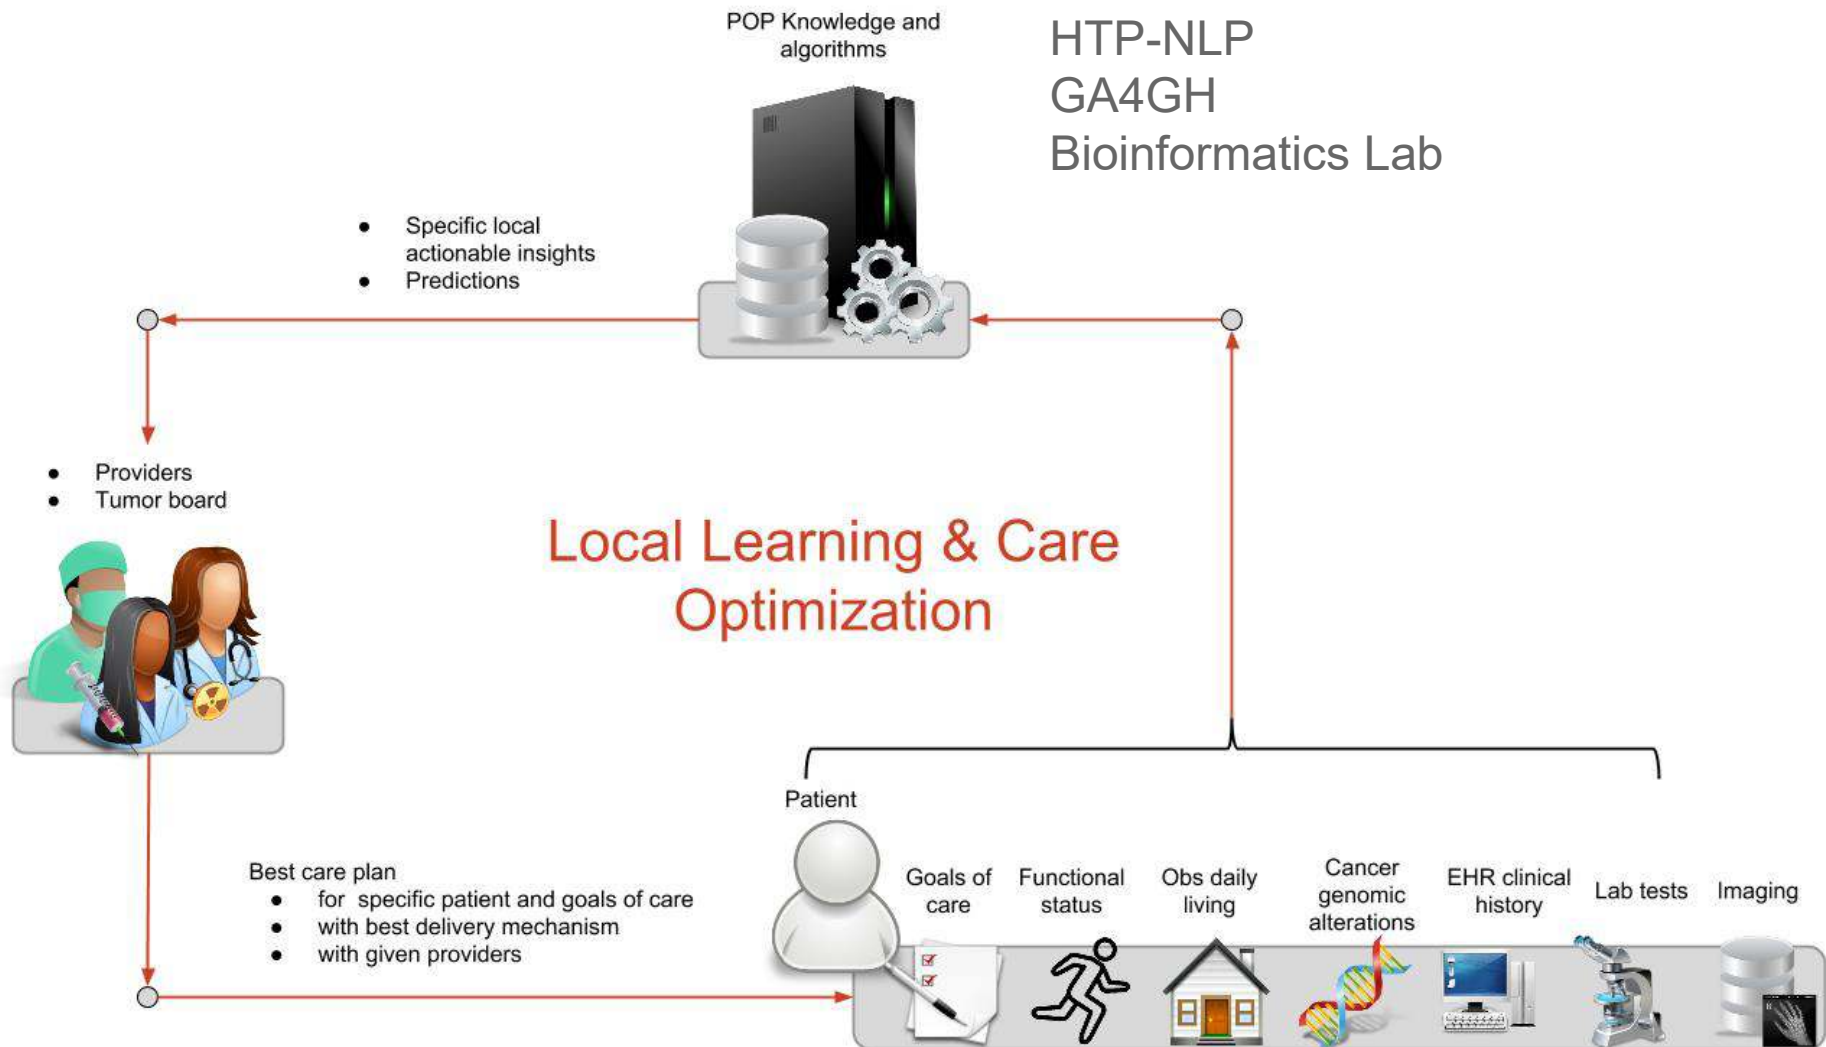 POP Knowledge and
algorithms
HTP-NLP
GA4GH
Bioinformatics Lab
● Specific local
actionable insights
● Predictions
● Providers
● Tumor board
Local Learning & Care
Optimization
Patient
Best care plan
● for specific patient and goals of care
● with best delivery mechanism
● with given providers
Goals of
care
Functional
status
Obs daily
living
Cancer
genomic
alterations
EHR clinical
history
Lab tests
Imaging